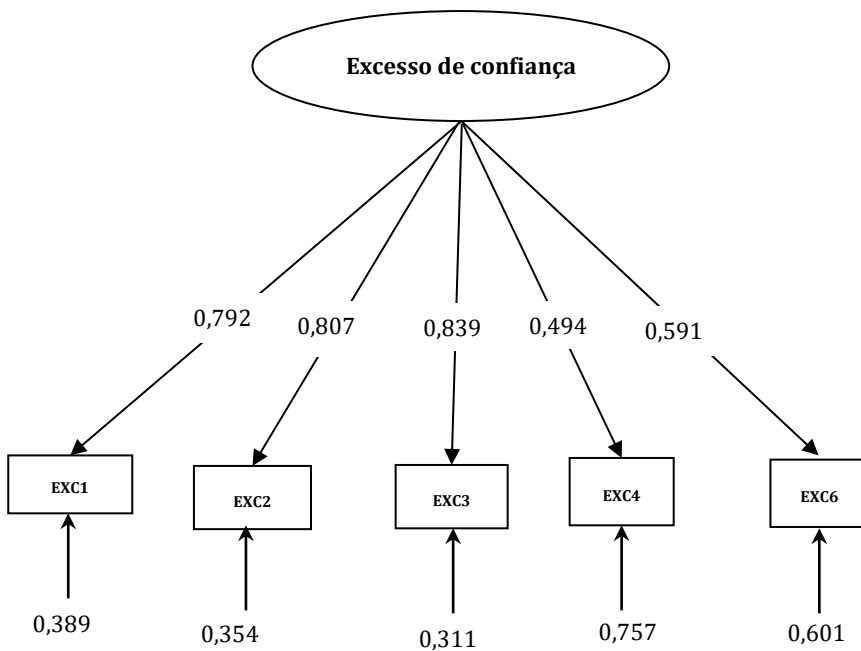 Excesso de confiança
0,792 0,807 0,839 0,494 0,591
EXC1 EXC2 EXC3 EXC4 EXC6
0,389 0,354 0,311 0,757 0,601